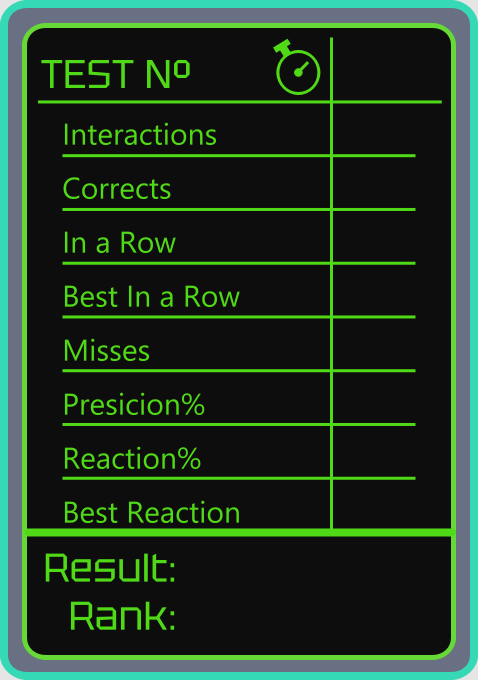 TEST Nº
Interactions
Corrects
In a Row
Best In a Row
Misses
Presicion%
Reaction%
Best Reaction
Result:
Rank: